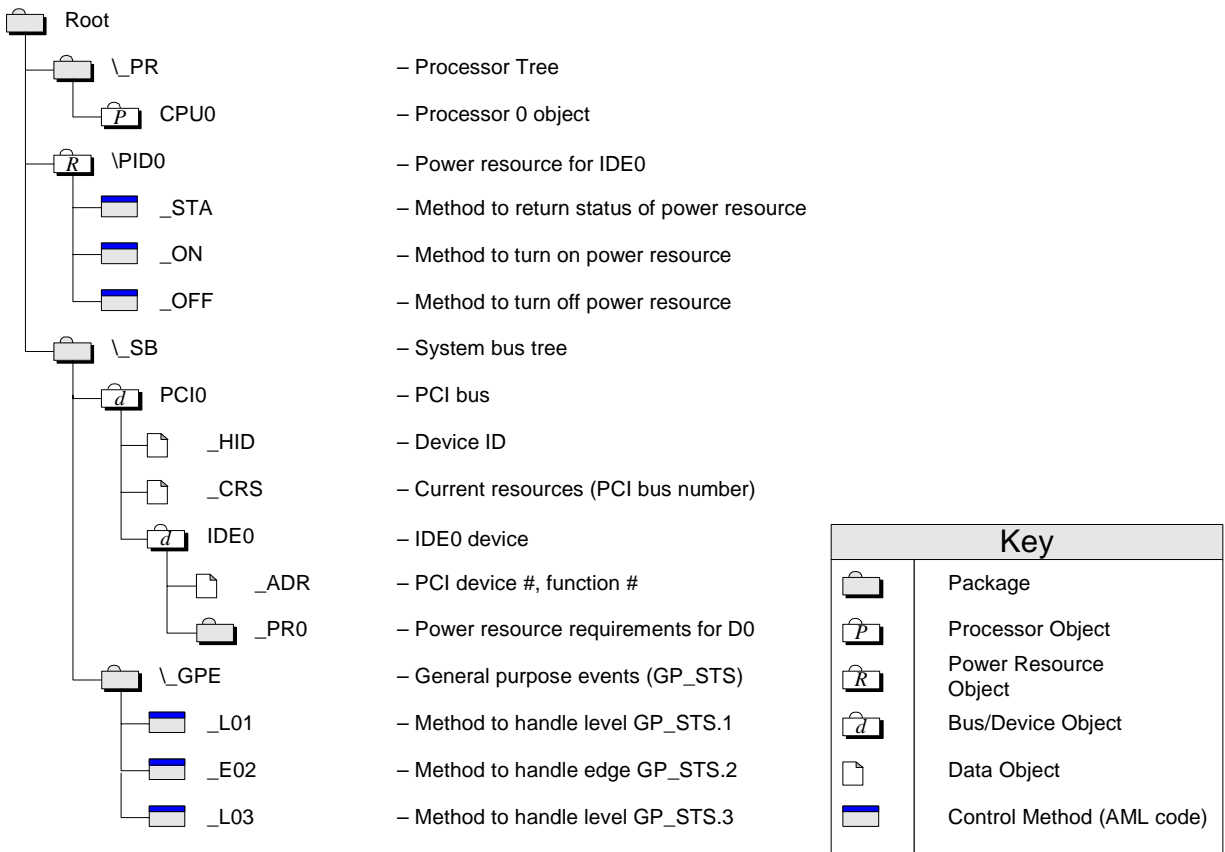 Root
\_PR – Processor Tree
P CPU0 – Processor 0 object
R \PID0 – Power resource for IDE0
_STA – Method to return status of power resource
_ON – Method to turn on power resource
_OFF – Method to turn off power resource
\_SB – System bus tree
d PCI0 – PCI bus
_HID – Device ID
_CRS – Current resources (PCI bus number)
d IDE0 – IDE0 device
_ADR – PCI device #, function #
_PR0 – Power resource requirements for D0
\_GPE – General purpose events (GP_STS)
_L01 – Method to handle level GP_STS.1
_E02 – Method to handle edge GP_STS.2
_L03 – Method to handle level GP_STS.3
Key
Package
P Processor Object
R Power Resource
Object
d Bus/Device Object
Data Object
Control Method (AML code)